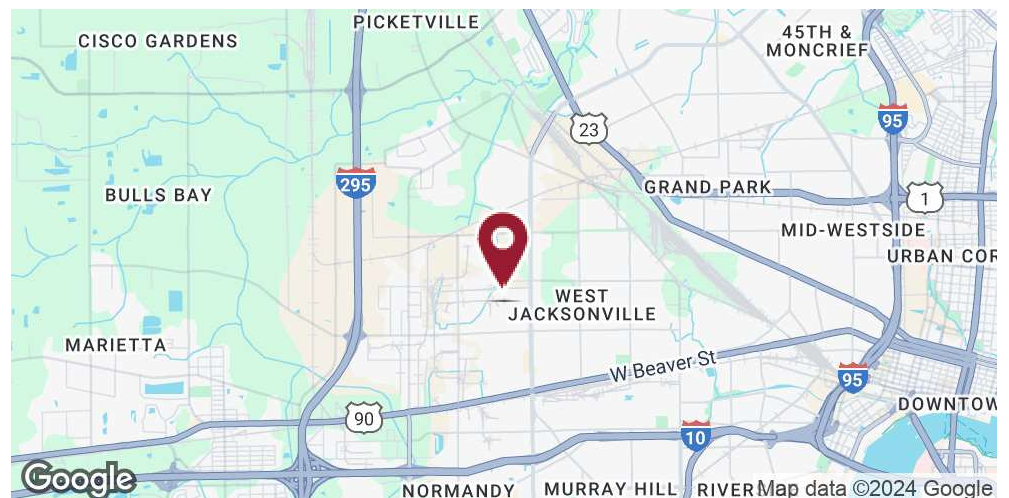 PICKETVILLE
CISCO GARDENS
45TH &
MONCRIEF
23
95
295
BULLS BAY
GRAND PARK
1
MID-WESTSIDE
URBAN COR
WEST
JACKSONVILLE
MARIETTA
W Beaver St
95
90
DOWNTOW
10
Google
NORMANDY
MURRAY HILL
RIVERS
Map data ©2024 Google